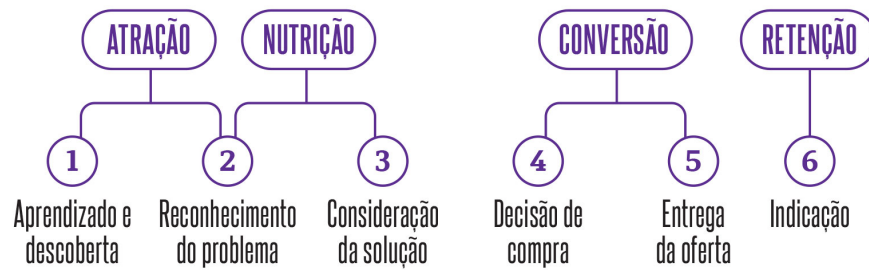 ATRAÇÃO
NUTRIÇÃO
CONVERSÃO
RETENÇÃO
1
Aprendizado e
descoberta
2
Reconhecimento
do problema
3
Consideração
da solução
4
Decisão de
compra
5
Entrega
da oferta
6
Indicação